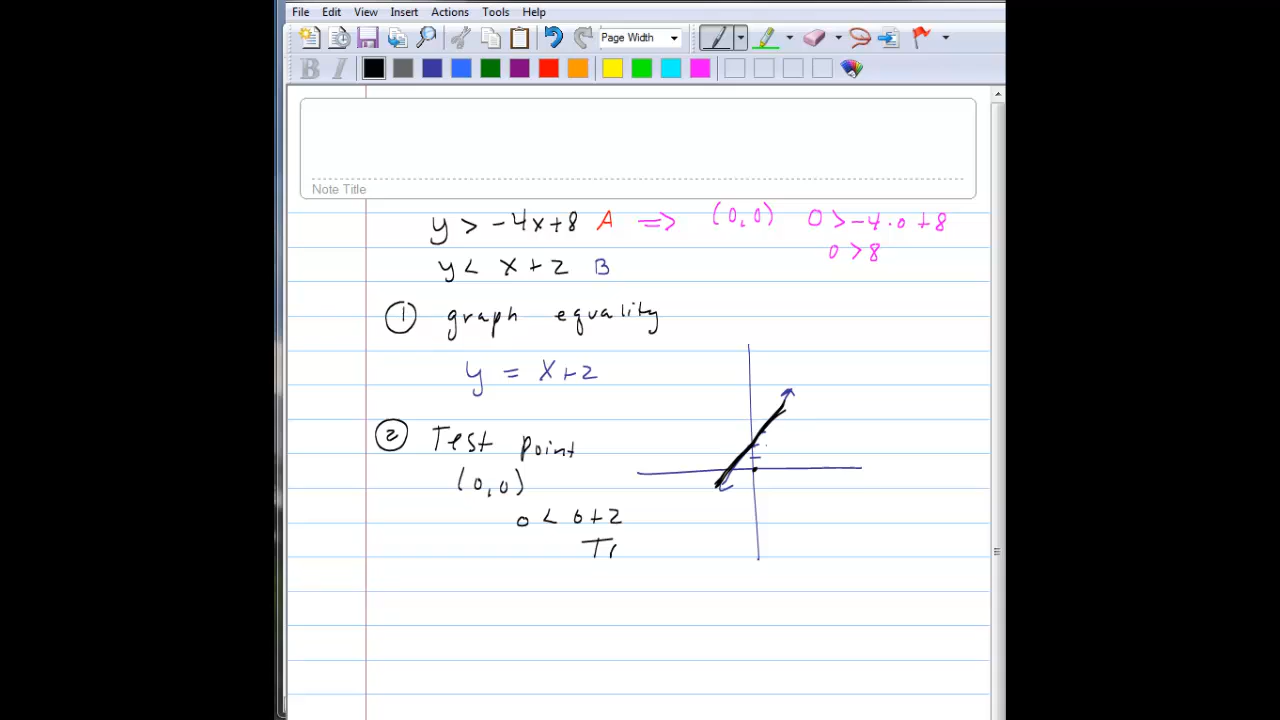 File Edit View Insert Actions Tools Help
Page Width
B I
Note Title
y > -4x+8 A => (0,0) 0 > -4·0 +8
0 > 8
y < x + 2 B
1 graph equality
y = x+2
2 Test point
(0,0)
0 < 0+2
Tr